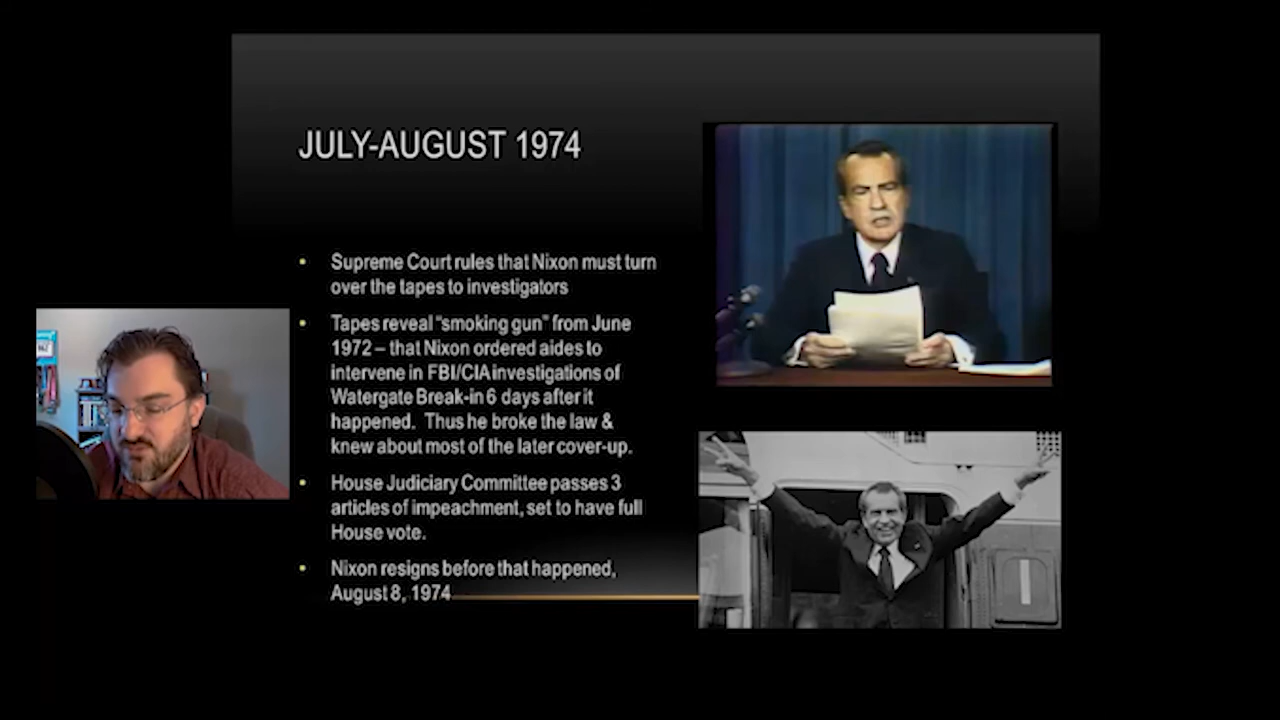 JULY-AUGUST 1974
Supreme Court rules that Nixon must turn
over the tapes to investigators
Tapes reveal “smoking gun” from June
1972 – that Nixon ordered aides to
intervene in FBI/CIA investigations of
Watergate Break-in 6 days after it
happened. Thus he broke the law &
knew about most of the later cover-up.
House Judiciary Committee passes 3
articles of impeachment, set to have full
House vote.
Nixon resigns before that happened,
August 8, 1974